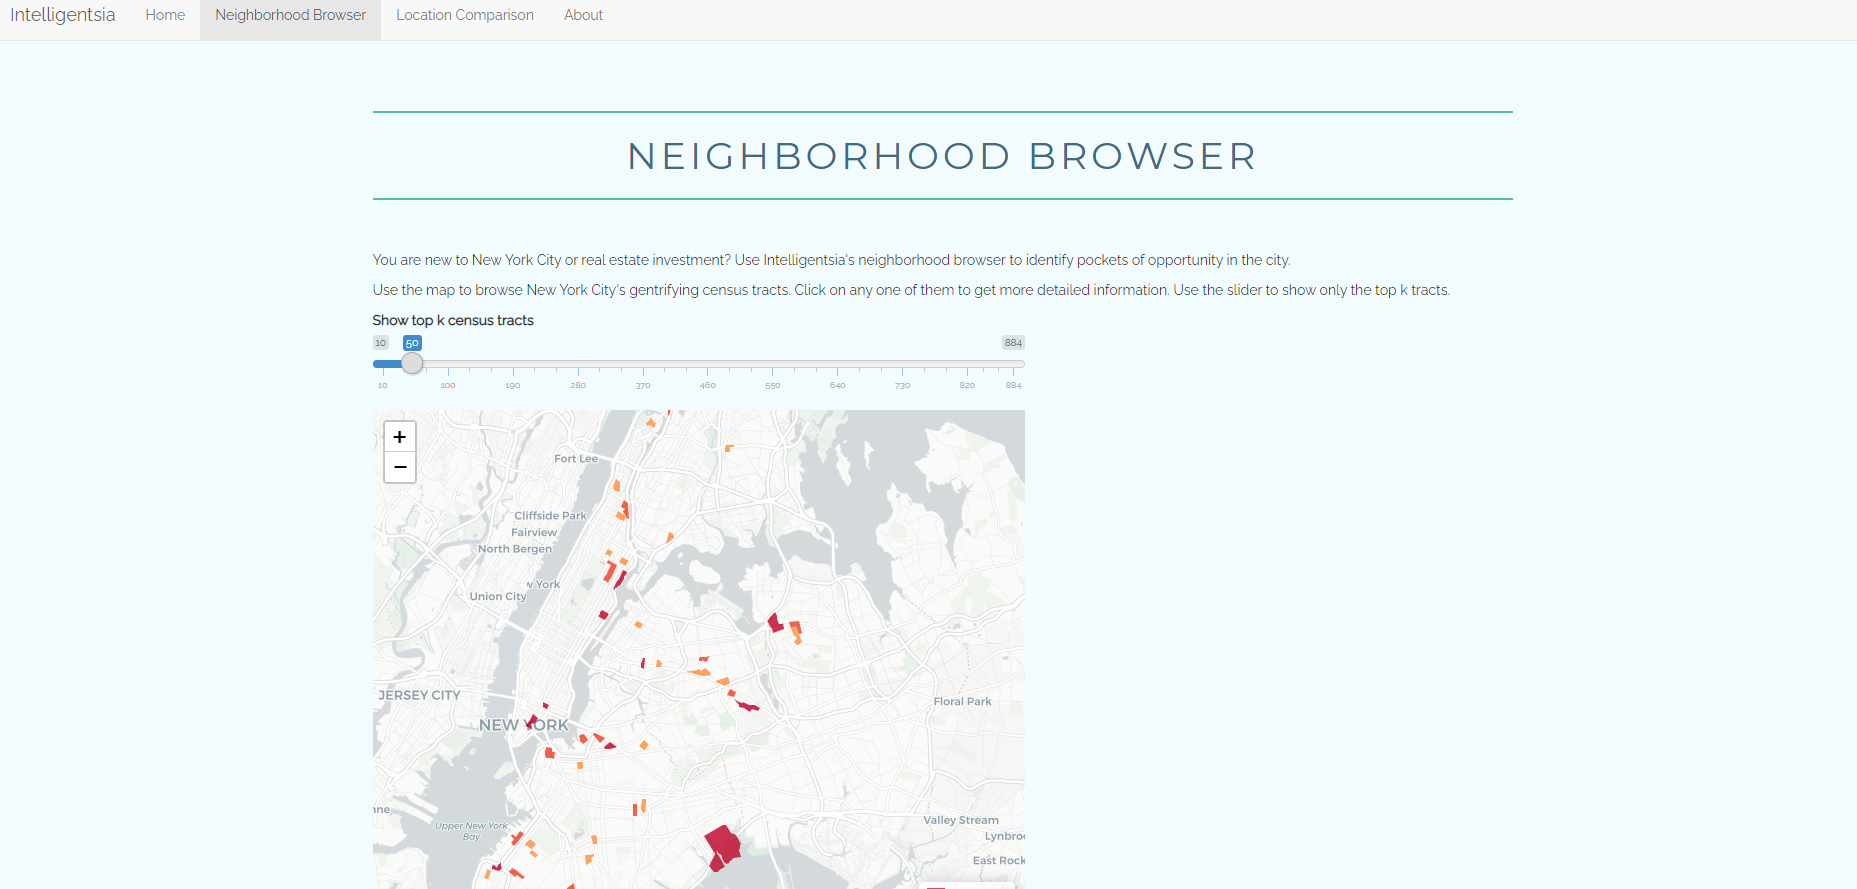 Intelligentsia Home Neighborhood Browser Location Comparison About
NEIGHBORHOOD BROWSER
You are new to New York City or real estate investment? Use Intelligentsia's neighborhood browser to identify pockets of opportunity in the city.
Use the map to browse New York City's gentrifying census tracts. Click on any one of them to get more detailed information. Use the slider to show only the top k tracts.
Show top k census tracts
10 50 884
10 100 190 280 370 460 550 640 730 820 884
+
−
Fort Lee
Cliffside Park
Fairview
North Bergen
York
Union City
JERSEY CITY
Floral Park
NEW YORK
Upper New York
Bay
Valley Stream
Lynbro
East Rock